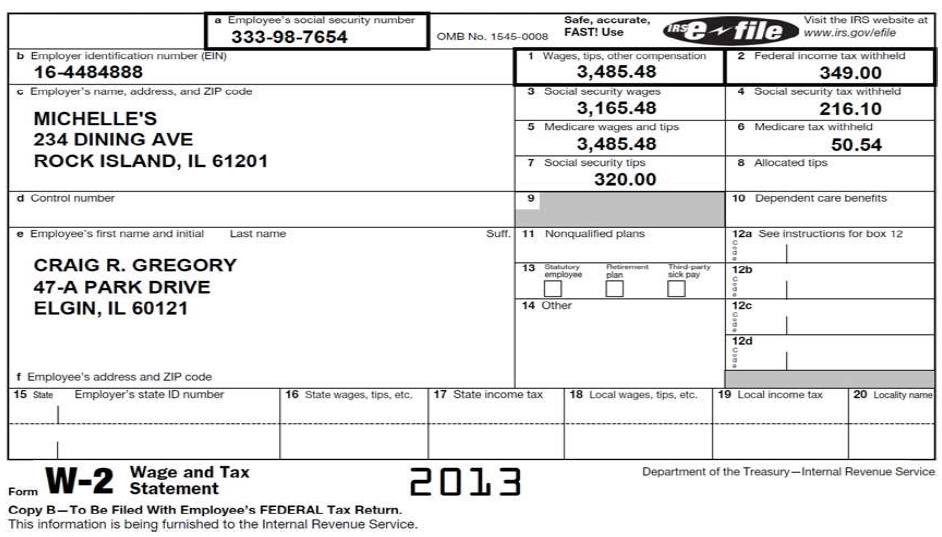 a Employee's social security number
333-98-7654
OMB No. 1545-0008
Safe, accurate,
FAST! Use
IRS e file
Visit the IRS website at
www.irs.gov/efile
b Employer identification number (EIN)
16-4484888
1 Wages, tips, other compensation
3,485.48
2 Federal income tax withheld
349.00
c Employer's name, address, and ZIP code
MICHELLE'S
234 DINING AVE
ROCK ISLAND, IL 61201
3 Social security wages
3,165.48
4 Social security tax withheld
216.10
5 Medicare wages and tips
3,485.48
6 Medicare tax withheld
50.54
7 Social security tips
320.00
8 Allocated tips
d Control number
9
10 Dependent care benefits
e Employee's first name and initial Last name Suff.
CRAIG R. GREGORY
47-A PARK DRIVE
ELGIN, IL 60121
11 Nonqualified plans
12a See instructions for box 12
Code
13 Statutory employee Retirement plan Third-party sick pay
12b
Code
14 Other
12c
Code
12d
Code
f Employee's address and ZIP code
15 State Employer's state ID number
16 State wages, tips, etc.
17 State income tax
18 Local wages, tips, etc.
19 Local income tax
20 Locality name
Form W-2 Wage and Tax
Statement
2013
Department of the Treasury—Internal Revenue Service
Copy B—To Be Filed With Employee's FEDERAL Tax Return.
This information is being furnished to the Internal Revenue Service.